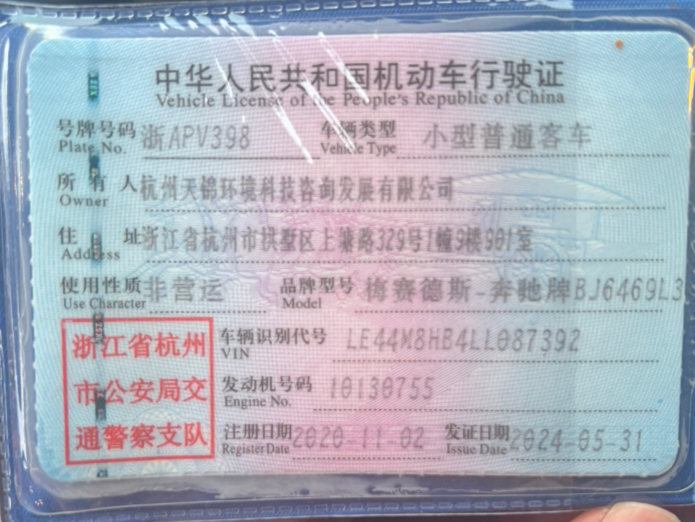 中华人民共和国机动车行驶证
Vehicle License of the People's Republic of China
号牌号码 浙APV398 车辆类型 小型普通客车
Plate No. Vehicle Type
所有人 杭州天锦环境科技咨询发展有限公司
Owner
住址 浙江省杭州市拱墅区上塘路329号1幢9楼901室
Address
使用性质 非营运 品牌型号 梅赛德斯-奔驰牌BJ6469L3
Use Character Model
浙江省杭州 车辆识别代号 LE44M8HB4LL087392
VIN
市公安局交 发动机号码 10130755
Engine No.
通警察支队 注册日期 2020-11-02 发证日期 2024-05-31
Register Date Issue Date